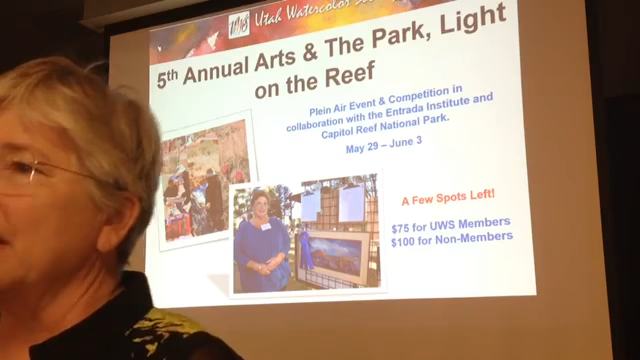 UWS Utah Watercolor
5th Annual Arts & The Park, Light
on the Reef
Plein Air Event & Competition in
collaboration with the Entrada Institute and
Capitol Reef National Park.
May 29 – June 3
A Few Spots Left!
$75 for UWS Members
$100 for Non-Members